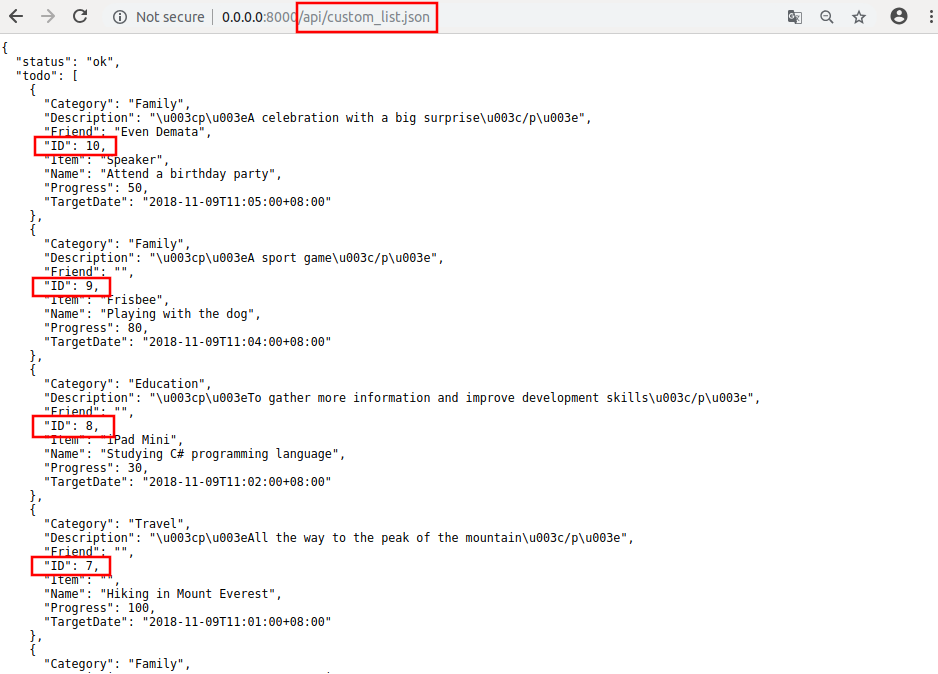 Not secure | 0.0.0.0:8000/api/custom_list.json
{
  "status": "ok",
  "todo": [
    {
      "Category": "Family",
      "Description": "\u003cp\u003eA celebration with a big surprise\u003c/p\u003e",
      "Friend": "Even Demata",
      "ID": 10,
      "Item": "Speaker",
      "Name": "Attend a birthday party",
      "Progress": 50,
      "TargetDate": "2018-11-09T11:05:00+08:00"
    },
    {
      "Category": "Family",
      "Description": "\u003cp\u003eA sport game\u003c/p\u003e",
      "Friend": "",
      "ID": 9,
      "Item": "Frisbee",
      "Name": "Playing with the dog",
      "Progress": 80,
      "TargetDate": "2018-11-09T11:04:00+08:00"
    },
    {
      "Category": "Education",
      "Description": "\u003cp\u003eTo gather more information and improve development skills\u003c/p\u003e",
      "Friend": "",
      "ID": 8,
      "Item": "iPad Mini",
      "Name": "Studying C# programming language",
      "Progress": 30,
      "TargetDate": "2018-11-09T11:02:00+08:00"
    },
    {
      "Category": "Travel",
      "Description": "\u003cp\u003eAll the way to the peak of the mountain\u003c/p\u003e",
      "Friend": "",
      "ID": 7,
      "Item": "",
      "Name": "Hiking in Mount Everest",
      "Progress": 100,
      "TargetDate": "2018-11-09T11:01:00+08:00"
    },
    {
      "Category": "Family",